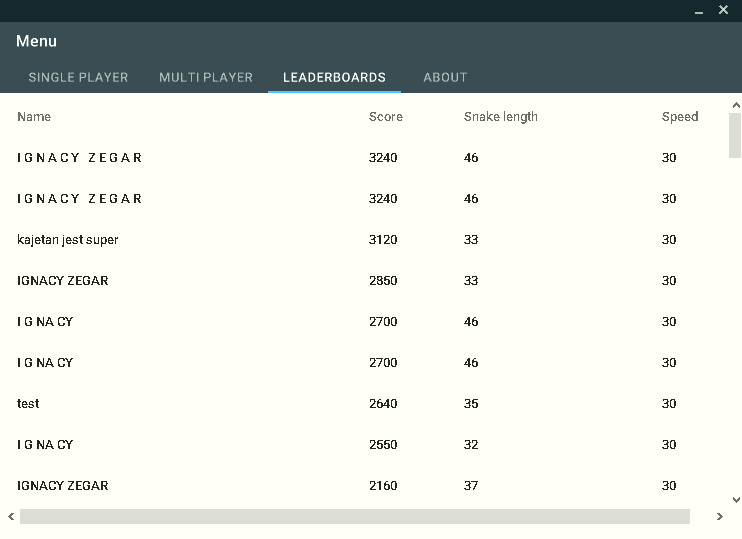 Menu
SINGLE PLAYER MULTI PLAYER LEADERBOARDS ABOUT
Name Score Snake length Speed
I G N A C Y Z E G A R 3240 46 30
I G N A C Y Z E G A R 3240 46 30
kajetan jest super 3120 33 30
IGNACY ZEGAR 2850 33 30
I G NA CY 2700 46 30
I G NA CY 2700 46 30
test 2640 35 30
I G NA CY 2550 32 30
IGNACY ZEGAR 2160 37 30